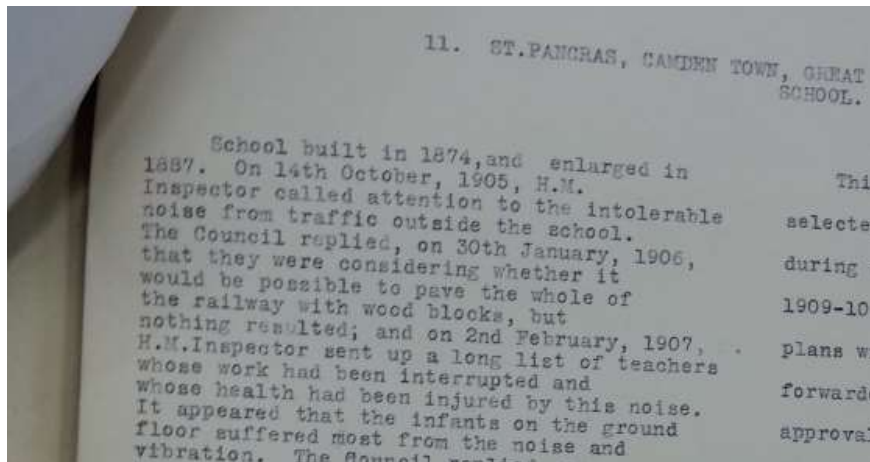 11. ST.PANCRAS, CAMDEN TOWN, GREAT
SCHOOL.
School built in 1874,and enlarged in
1887. On 14th October, 1905, H.M.
Inspector called attention to the intolerable
noise from traffic outside the school.
The Council replied, on 30th January, 1906,
that they were considering whether it
would be possible to pave the whole of
the railway with wood blocks, but
nothing resulted; and on 2nd February, 1907,
H.M.Inspector sent up a long list of teachers
whose work had been interrupted and
whose health had been injured by this noise.
It appeared that the infants on the ground
floor suffered most from the noise and
vibration. The Council
Thi
selecte
during
1909-10
plans w
forwarde
approval